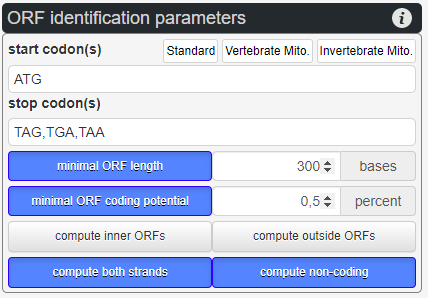 ORF identification parameters i
start codon(s) Standard Vertebrate Mito. Invertebrate Mito.
ATG
stop codon(s)
TAG,TGA,TAA
minimal ORF length 300 bases
minimal ORF coding potential 0,5 percent
compute inner ORFs compute outside ORFs
compute both strands compute non-coding